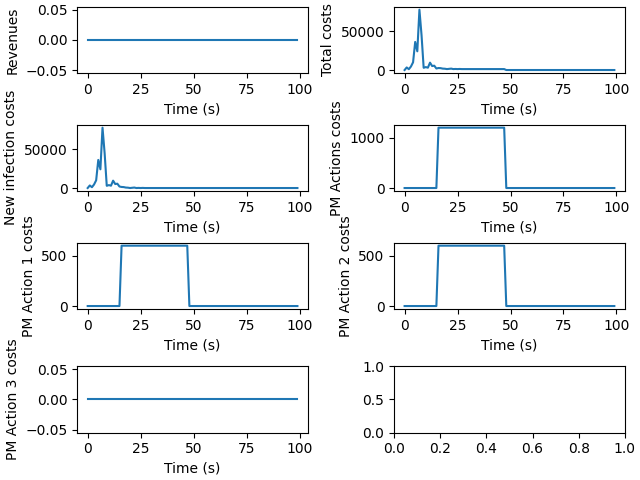 Revenues
0.05
0.00
−0.05
0 25 50 75 100
Time (s)
Total costs
50000
0
0 25 50 75 100
Time (s)
New infection costs
50000
0
0 25 50 75 100
Time (s)
PM Actions costs
1000
0
0 25 50 75 100
Time (s)
PM Action 1 costs
500
0
0 25 50 75 100
Time (s)
PM Action 2 costs
500
0
0 25 50 75 100
Time (s)
PM Action 3 costs
0.05
0.00
−0.05
0 25 50 75 100
Time (s)
1.0
0.5
0.0
0.0 0.2 0.4 0.6 0.8 1.0